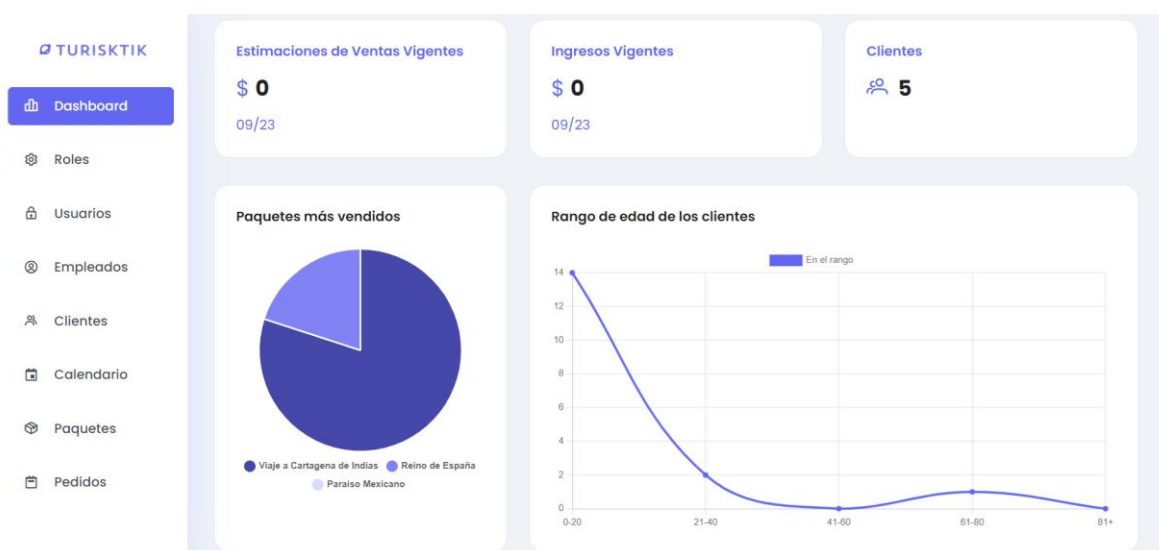 TURISKTIK
Dashboard
Roles
Usuarios
Empleados
Clientes
Calendario
Paquetes
Pedidos
Estimaciones de Ventas Vigentes
$ 0
09/23
Ingresos Vigentes
$ 0
09/23
Clientes
5
Paquetes más vendidos
Viaje a Cartagena de Indias Reino de España
Paraiso Mexicano
Rango de edad de los clientes
En el rango
14
12
10
8
6
4
2
0
0-20 21-40 41-60 61-80 81+